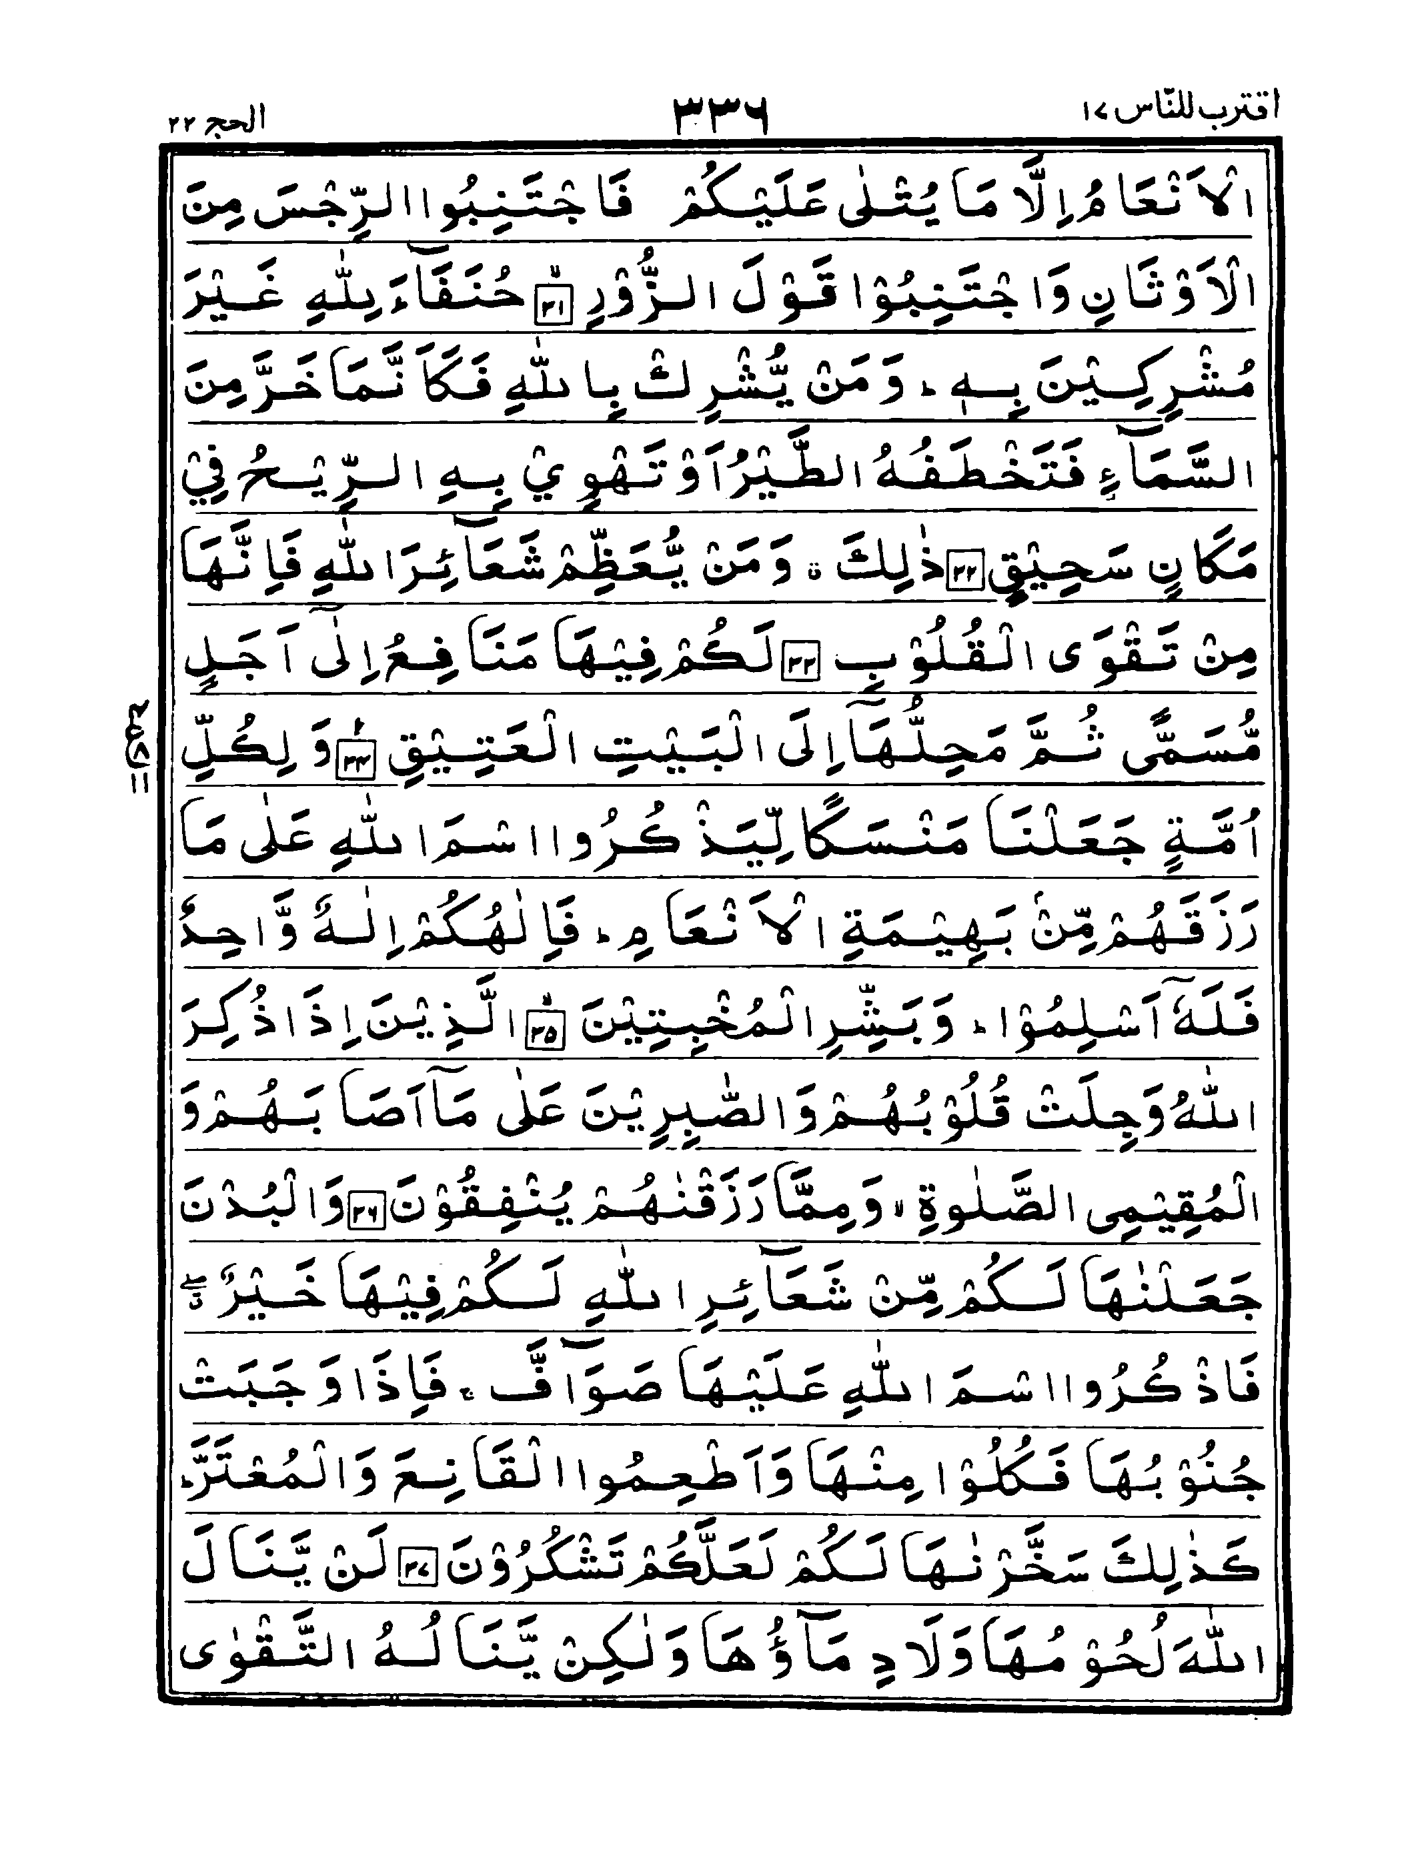 اقترب للنّاس ١٧
٣٣٦
الحج ٢٢
الْاَنْعَامُ اِلَّا مَا يُتْلٰى عَلَيْكُمْ فَاجْتَنِبُوا الرِّجْسَ مِنَ
الْاَوْثَانِ وَاجْتَنِبُوْا قَوْلَ الزُّوْرِ ۙ ٣١ حُنَفَآءَ لِلّٰهِ غَيْرَ
مُشْرِكِيْنَ بِهٖ ؕ وَمَنْ يُّشْرِكْ بِاللّٰهِ فَكَاَنَّمَا خَرَّ مِنَ
السَّمَآءِ فَتَخْطَفُهُ الطَّيْرُ اَوْ تَهْوِيْ بِهِ الرِّيْحُ فِيْ
مَكَانٍ سَحِيْقٍ ٣٢ ذٰلِكَ ۗ وَمَنْ يُّعَظِّمْ شَعَآئِرَ اللّٰهِ فَاِنَّهَا
مِنْ تَقْوَى الْقُلُوْبِ ٣٣ لَكُمْ فِيْهَا مَنَافِعُ اِلٰٓى اَجَلٍ
مُّسَمًّى ثُمَّ مَحِلُّهَآ اِلَى الْبَيْتِ الْعَتِيْقِ ؕ ٣٤ وَلِكُلِّ
اُمَّةٍ جَعَلْنَا مَنْسَكًا لِّيَذْكُرُوا اسْمَ اللّٰهِ عَلٰى مَا
رَزَقَهُمْ مِّنْۢ بَهِيْمَةِ الْاَنْعَامِ ؕ فَاِلٰهُكُمْ اِلٰهٌ وَّاحِدٌ
فَلَهٗٓ اَسْلِمُوْا ؕ وَبَشِّرِ الْمُخْبِتِيْنَ ۙ ٣٥ الَّذِيْنَ اِذَا ذُكِرَ
اللّٰهُ وَجِلَتْ قُلُوْبُهُمْ وَالصّٰبِرِيْنَ عَلٰى مَآ اَصَابَهُمْ وَ
الْمُقِيْمِى الصَّلٰوةِ ۙ وَمِمَّا رَزَقْنٰهُمْ يُنْفِقُوْنَ ٣٦ وَالْبُدْنَ
جَعَلْنٰهَا لَكُمْ مِّنْ شَعَآئِرِ اللّٰهِ لَكُمْ فِيْهَا خَيْرٌ ۖۗ
فَاذْكُرُوا اسْمَ اللّٰهِ عَلَيْهَا صَوَآفَّ ۚ فَاِذَا وَجَبَتْ
جُنُوْبُهَا فَكُلُوْا مِنْهَا وَاَطْعِمُوا الْقَانِعَ وَالْمُعْتَرَّ ؕ
كَذٰلِكَ سَخَّرْنٰهَا لَكُمْ لَعَلَّكُمْ تَشْكُرُوْنَ ٣٧ لَنْ يَّنَالَ
اللّٰهَ لُحُوْمُهَا وَلَا دِمَآؤُهَا وَلٰكِنْ يَّنَالُهُ التَّقْوٰى